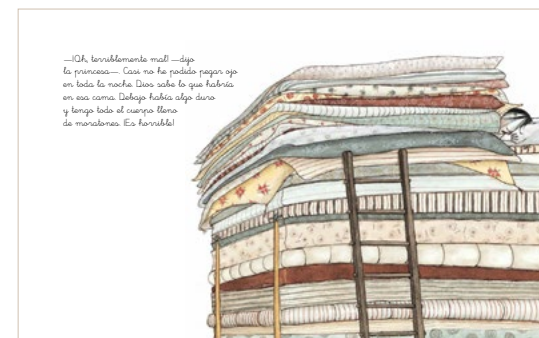 —¡Oh, terriblemente mal! —dijo
la princesa—. Casi no he podido pegar ojo
en toda la noche. Dios sabe lo que habría
en esa cama. Debajo había algo duro
y tengo todo el cuerpo lleno
de moratones. ¡Es horrible!